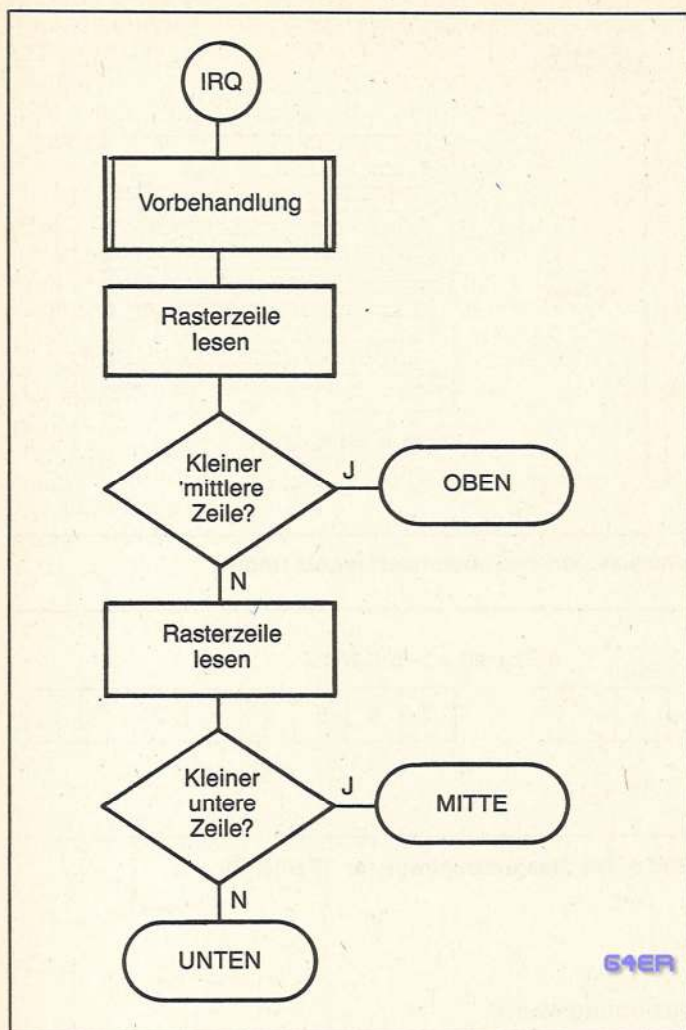 IRQ
Vorbehandlung
Rasterzeile
lesen
Kleiner
'mittlere
Zeile?
J
OBEN
N
Rasterzeile
lesen
Kleiner
untere
Zeile?
J
MITTE
N
UNTEN
64ER